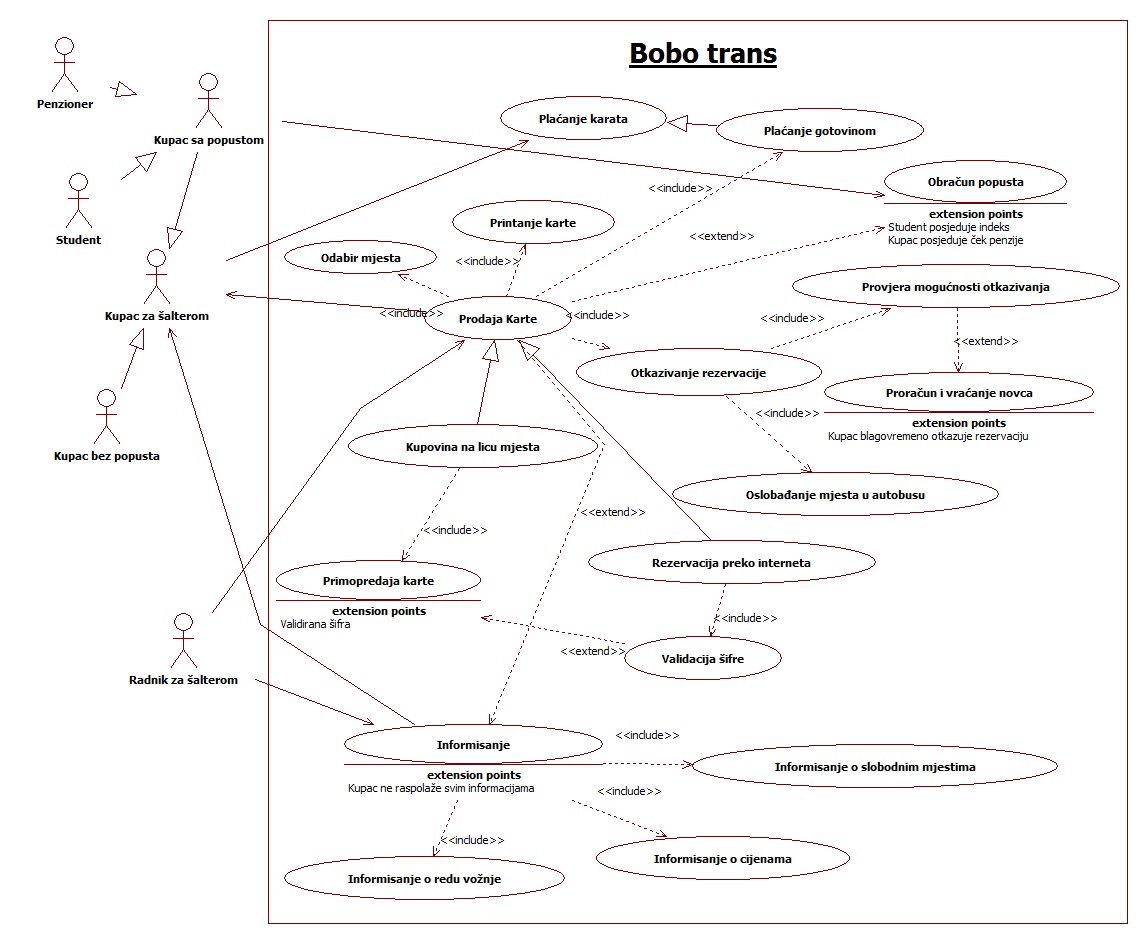 Bobo trans
Penzioner
Kupac sa popustom
Student
Kupac za šalterom
Kupac bez popusta
Radnik za šalterom
Plaćanje karata
Plaćanje gotovinom
<<include>>
Obračun popusta
extension points
Student posjeduje indeks
Kupac posjeduje ček penzije
Printanje karte
<<extend>>
Odabir mjesta
<<include>>
Provjera mogućnosti otkazivanja
<<include>>
Prodaja Karte
<<include>>
<<include>>
<<extend>>
Otkazivanje rezervacije
Proračun i vraćanje novca
extension points
Kupac blagovremeno otkazuje rezervaciju
<<include>>
Kupovina na licu mjesta
Oslobađanje mjesta u autobusu
<<extend>>
<<include>>
Rezervacija preko interneta
Primopredaja karte
extension points
Validirana šifra
<<include>>
<<extend>>
Validacija šifre
Informisanje
extension points
Kupac ne raspolaže svim informacijama
<<include>>
Informisanje o slobodnim mjestima
<<include>>
<<include>>
Informisanje o cijenama
Informisanje o redu vožnje